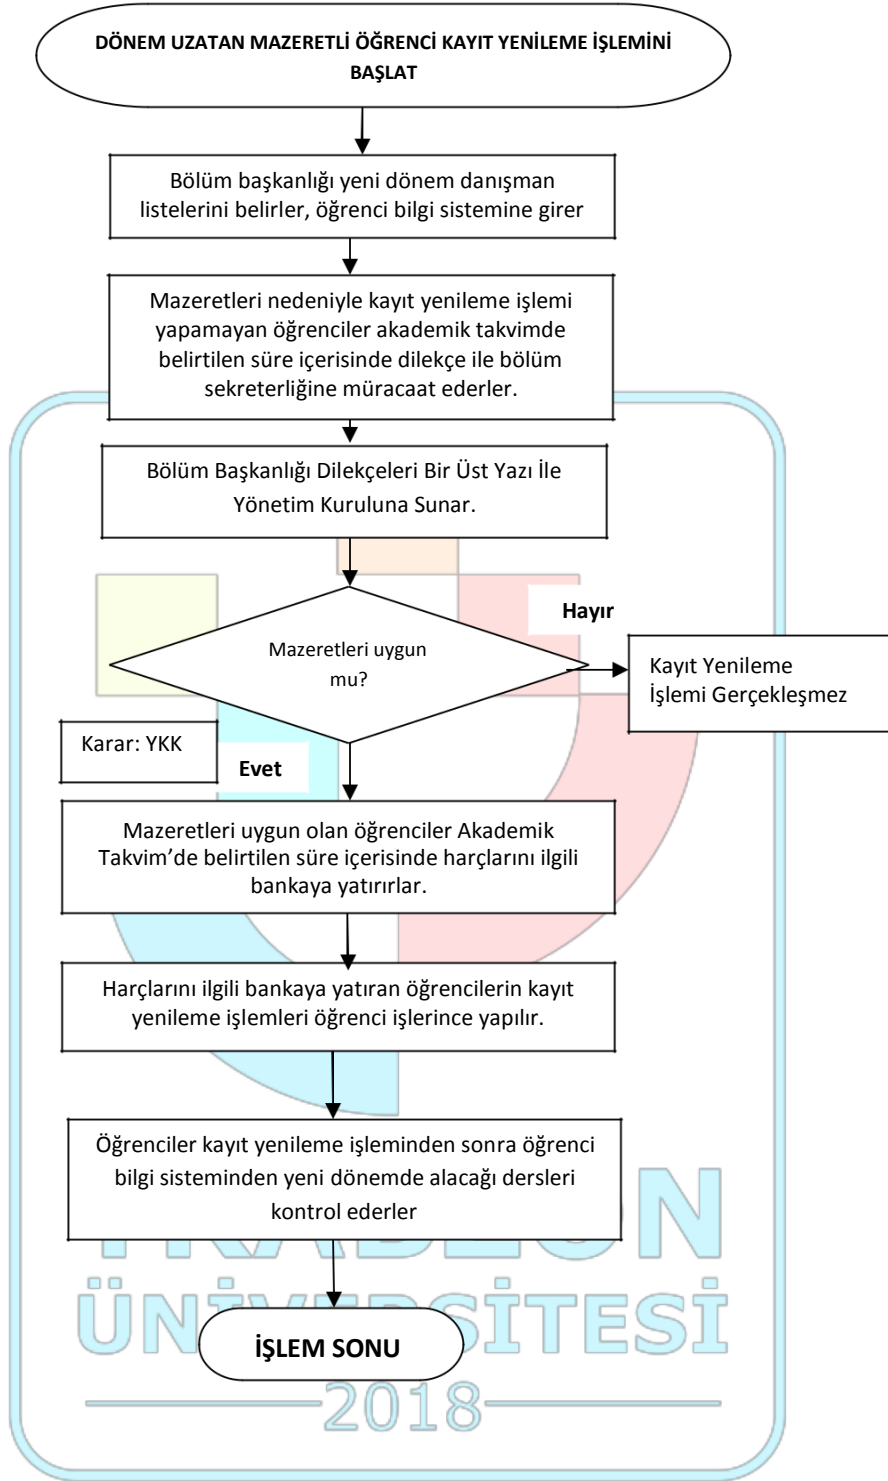 DÖNEM UZATAN MAZERETLİ ÖĞRENCİ KAYIT YENİLEME İŞLEMİNİ
BAŞLAT
Bölüm başkanlığı yeni dönem danışman
listelerini belirler, öğrenci bilgi sistemine girer
Mazeretleri nedeniyle kayıt yenileme işlemi
yapamayan öğrenciler akademik takvimde
belirtilen süre içerisinde dilekçe ile bölüm
sekreterliğine müracaat ederler.
Bölüm Başkanlığı Dilekçeleri Bir Üst Yazı İle
Yönetim Kuruluna Sunar.
Mazeretleri uygun
mu?
Hayır
Kayıt Yenileme
İşlemi Gerçekleşmez
Karar: YKK
Evet
Mazeretleri uygun olan öğrenciler Akademik
Takvim’de belirtilen süre içerisinde harçlarını ilgili
bankaya yatırırlar.
Harçlarını ilgili bankaya yatıran öğrencilerin kayıt
yenileme işlemleri öğrenci işlerince yapılır.
Öğrenciler kayıt yenileme işleminden sonra öğrenci
bilgi sisteminden yeni dönemde alacağı dersleri
kontrol ederler
TRABZON
ÜNİVERSİTESİ
İŞLEM SONU
2018